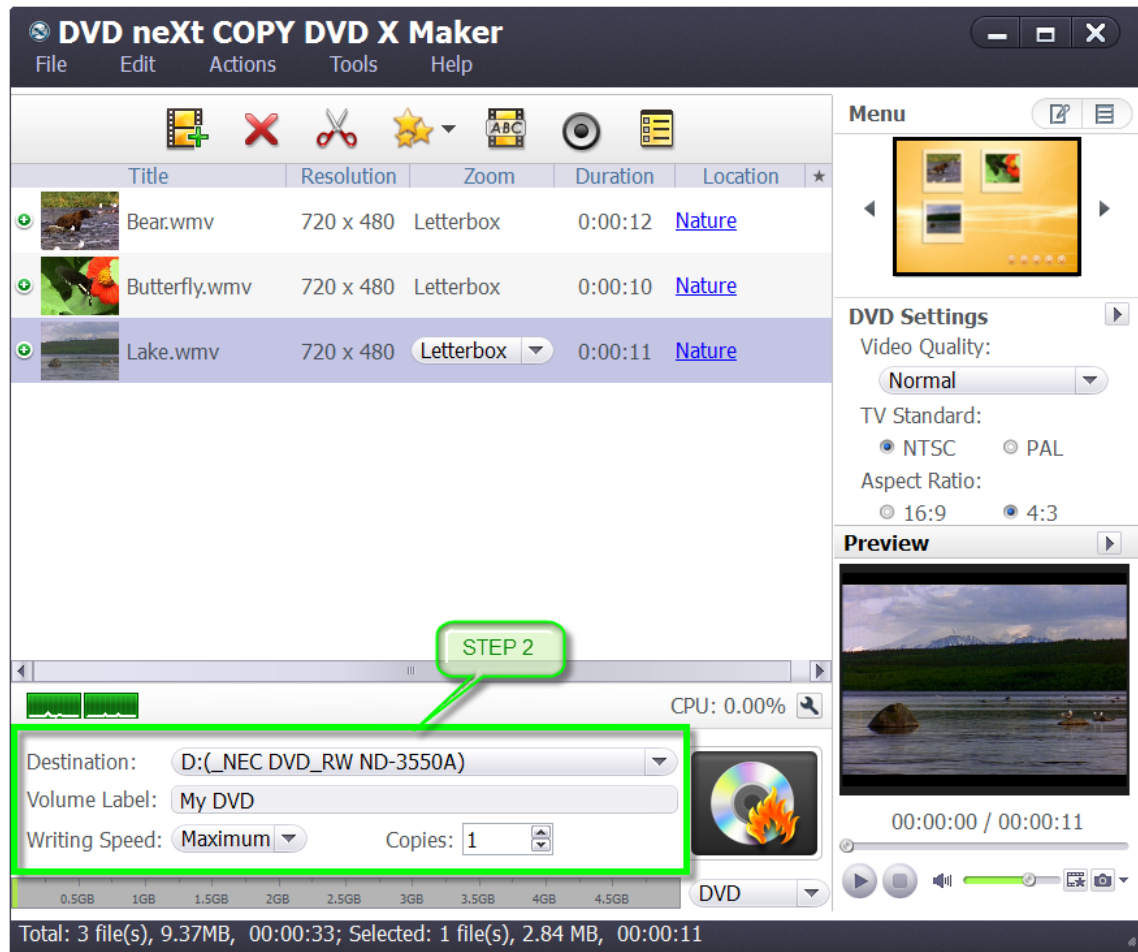 DVD neXt COPY DVD X Maker
File Edit Actions Tools Help
ABC
Title Resolution Zoom Duration Location
Bear.wmv 720 x 480 Letterbox 0:00:12 Nature
Butterfly.wmv 720 x 480 Letterbox 0:00:10 Nature
Lake.wmv 720 x 480 Letterbox 0:00:11 Nature
STEP 2
CPU: 0.00%
Destination: D:(_NEC DVD_RW ND-3550A)
Volume Label: My DVD
Writing Speed: Maximum Copies: 1
0.5GB 1GB 1.5GB 2GB 2.5GB 3GB 3.5GB 4GB 4.5GB DVD
Menu
DVD Settings
Video Quality:
Normal
TV Standard:
NTSC PAL
Aspect Ratio:
16:9 4:3
Preview
00:00:00 / 00:00:11
Total: 3 file(s), 9.37MB, 00:00:33; Selected: 1 file(s), 2.84 MB, 00:00:11